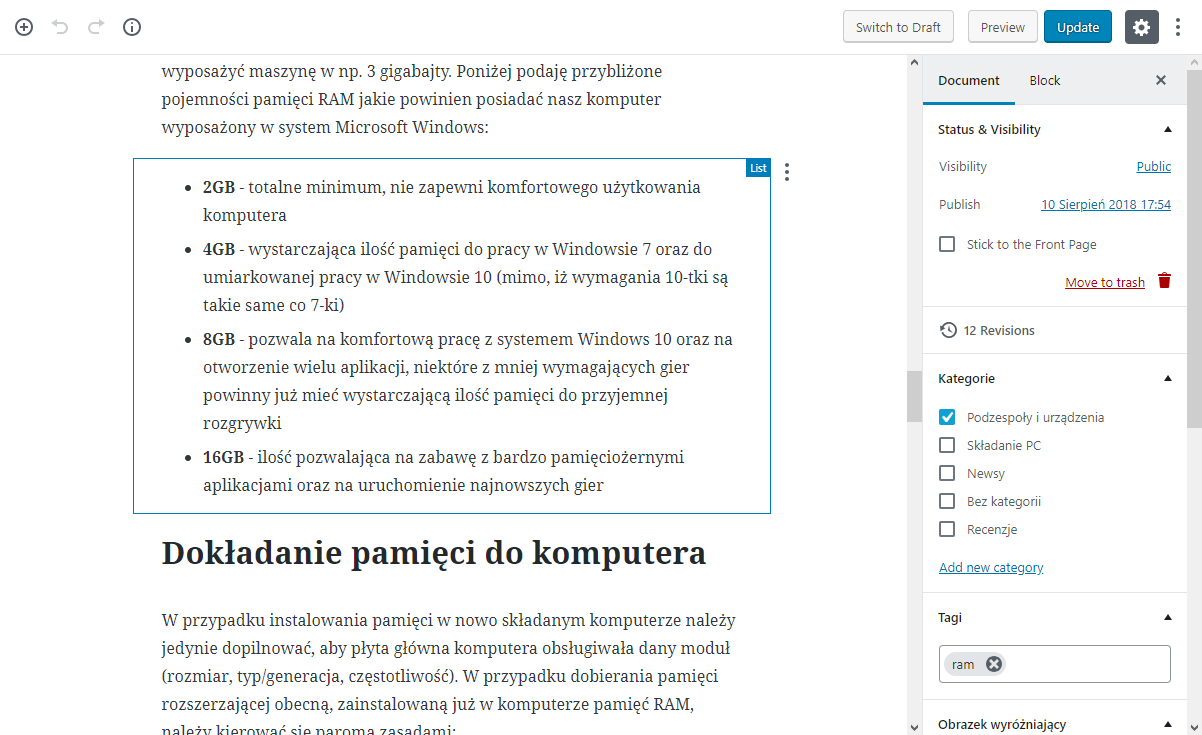 Switch to Draft
Preview
Update
wyposażyć maszynę w np. 3 gigabajty. Poniżej podaję przybliżone
pojemności pamięci RAM jakie powinien posiadać nasz komputer
wyposażony w system Microsoft Windows:
List
• 2GB - totalne minimum, nie zapewni komfortowego użytkowania
komputera
• 4GB - wystarczająca ilość pamięci do pracy w Windowsie 7 oraz do
umiarkowanej pracy w Windowsie 10 (mimo, iż wymagania 10-tki są
takie same co 7-ki)
• 8GB - pozwala na komfortową pracę z systemem Windows 10 oraz na
otworzenie wielu aplikacji, niektóre z mniej wymagających gier
powinny już mieć wystarczającą ilość pamięci do przyjemnej
rozgrywki
• 16GB - ilość pozwalająca na zabawę z bardzo pamięciożernymi
aplikacjami oraz na uruchomienie najnowszych gier
Dokładanie pamięci do komputera
W przypadku instalowania pamięci w nowo składanym komputerze należy
jedynie dopilnować, aby płyta główna komputera obsługiwała dany moduł
(rozmiar, typ/generacja, częstotliwość). W przypadku dobierania pamięci
rozszerzającej obecną, zainstalowaną już w komputerze pamięć RAM,
należy kierować się paroma zasadami:
Document
Block
Status & Visibility
Visibility
Public
Publish
10 Sierpień 2018 17:54
Stick to the Front Page
Move to trash
12 Revisions
Kategorie
Podzespoły i urządzenia
Składanie PC
Newsy
Bez kategorii
Recenzje
Add new category
Tagi
ram
Obrazek wyróżniający